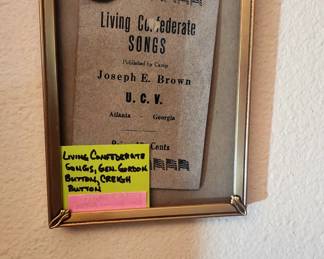 Living Confederate
SONGS
Published by Camp
Joseph E. Brown
U. C. V.
Atlanta Georgia
Cents
LIVING CONFEDERATE
SONGS, GEN. GORDON
BUTTON, CREIGH
BUTTON